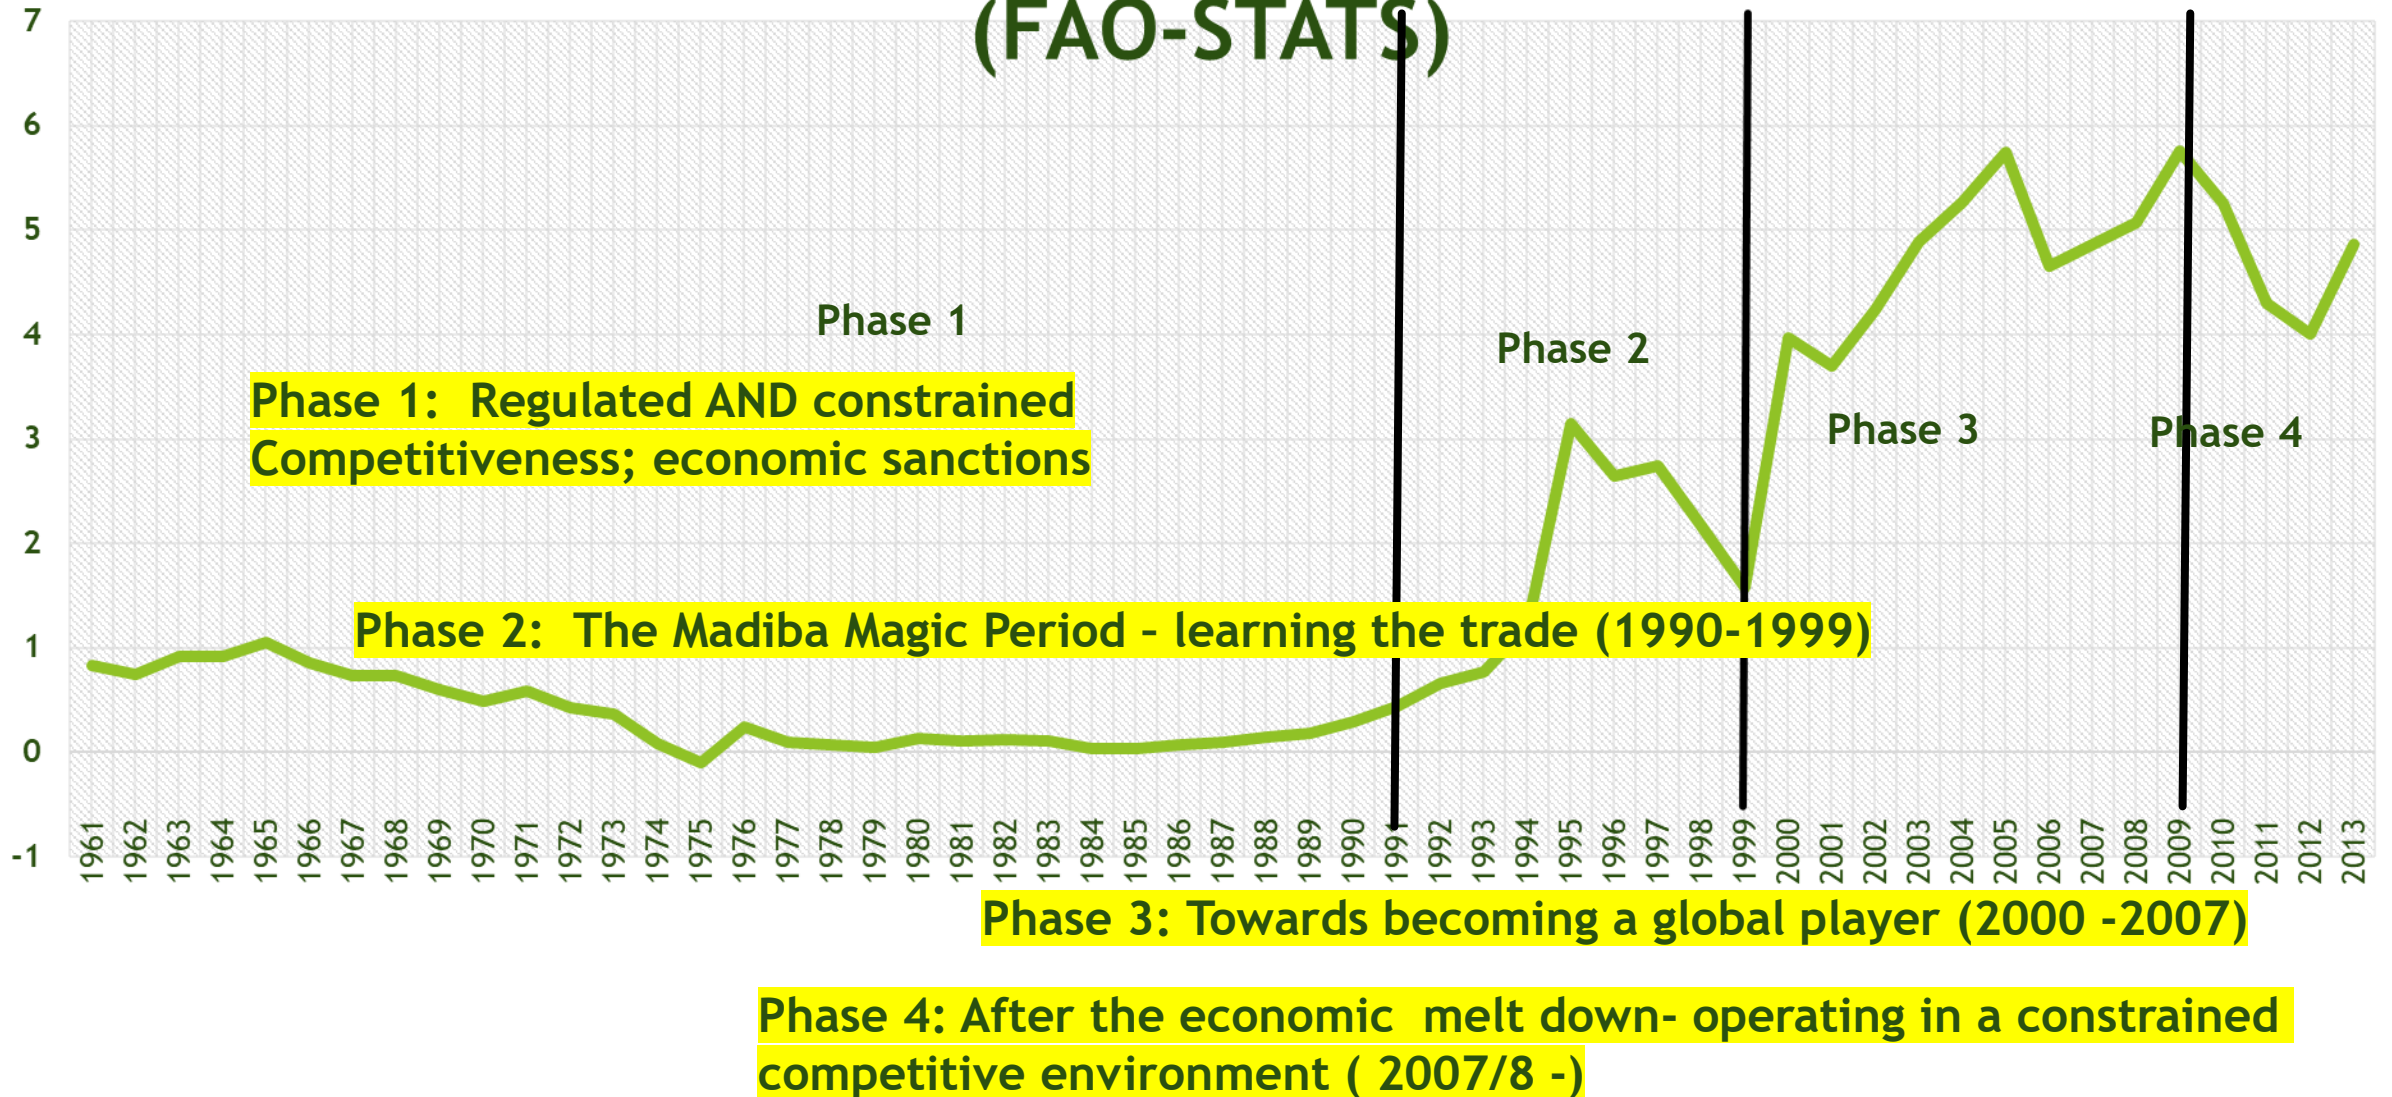 (FAO-STATS)
7
6
5
4
3
2
1
0
-1
Phase 1
Phase 2
Phase 3
Phase 4
Phase 1:  Regulated AND constrained
Competitiveness; economic sanctions
Phase 2:  The Madiba Magic Period – learning the trade (1990-1999)
1961 1962 1963 1964 1965 1966 1967 1968 1969 1970 1971 1972 1973 1974 1975 1976 1977 1978 1979 1980 1981 1982 1983 1984 1985 1986 1987 1988 1989 1990 1991 1992 1993 1994 1995 1996 1997 1998 1999 2000 2001 2002 2003 2004 2005 2006 2007 2008 2009 2010 2011 2012 2013
Phase 3: Towards becoming a global player (2000 -2007)
Phase 4: After the economic  melt down- operating in a constrained
competitive environment ( 2007/8 -)